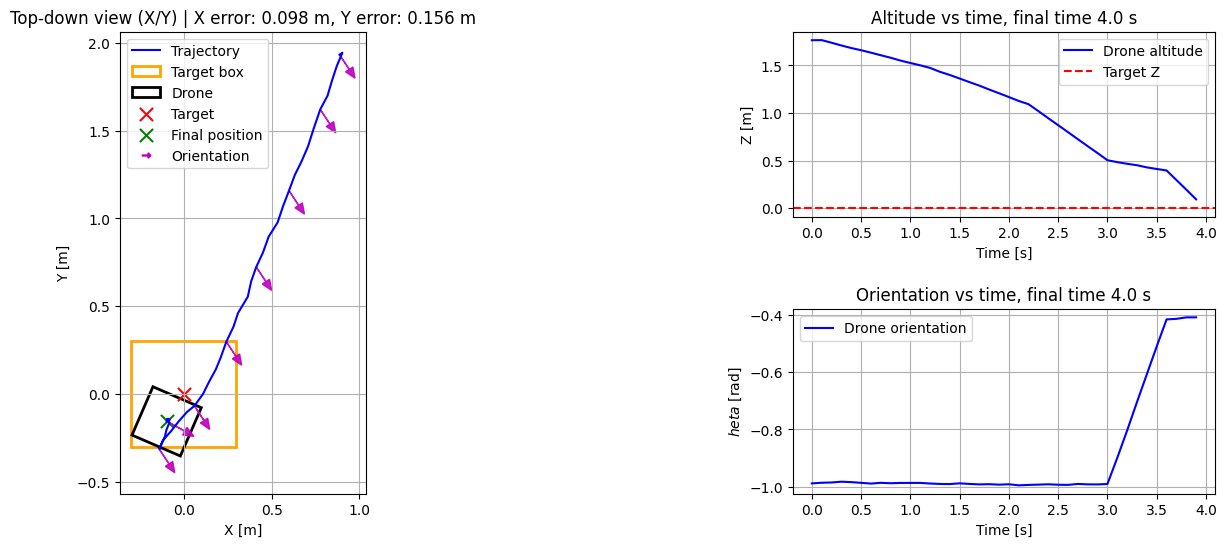 Top-down view (X/Y) | X error: 0.098 m, Y error: 0.156 m
2.0
1.5
1.0
0.5
0.0
−0.5
Y [m]
0.0
0.5
1.0
X [m]
Trajectory
Target box
Drone
Target
Final position
Orientation
Altitude vs time, final time 4.0 s
1.5
1.0
0.5
0.0
Z [m]
Drone altitude
Target Z
0.0
0.5
1.0
1.5
2.0
2.5
3.0
3.5
4.0
Time [s]
Orientation vs time, final time 4.0 s
−0.4
−0.6
−0.8
−1.0
heta [rad]
Drone orientation
0.0
0.5
1.0
1.5
2.0
2.5
3.0
3.5
4.0
Time [s]